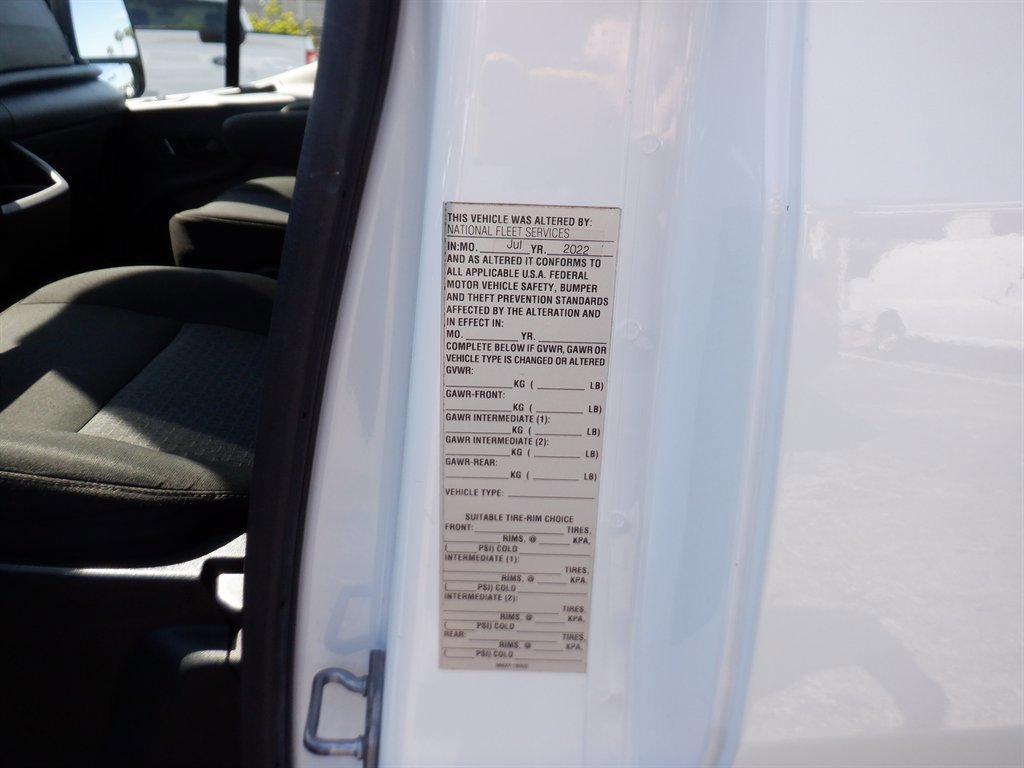 THIS VEHICLE WAS ALTERED BY:
NATIONAL FLEET SERVICES
IN:MO. Jul YR. 2022
AND AS ALTERED IT CONFORMS TO
ALL APPLICABLE U.S.A. FEDERAL
MOTOR VEHICLE SAFETY, BUMPER
AND THEFT PREVENTION STANDARDS
AFFECTED BY THE ALTERATION AND
IN EFFECT IN:
MO. YR.
COMPLETE BELOW IF GVWR, GAWR OR
VEHICLE TYPE IS CHANGED OR ALTERED
GVWR:
KG ( LB)
GAWR-FRONT:
KG ( LB)
GAWR INTERMEDIATE (1):
KG ( LB)
GAWR INTERMEDIATE (2):
KG ( LB)
GAWR-REAR:
KG ( LB)
VEHICLE TYPE:
SUITABLE TIRE-RIM CHOICE
FRONT: TIRES,
RIMS, @ KPA,
( PSI) COLD
INTERMEDIATE (1):
TIRES,
RIMS, @ KPA,
( PSI) COLD
INTERMEDIATE (2):
TIRES,
RIMS, @ KPA,
( PSI) COLD
REAR: TIRES,
RIMS, @ KPA,
( PSI) COLD